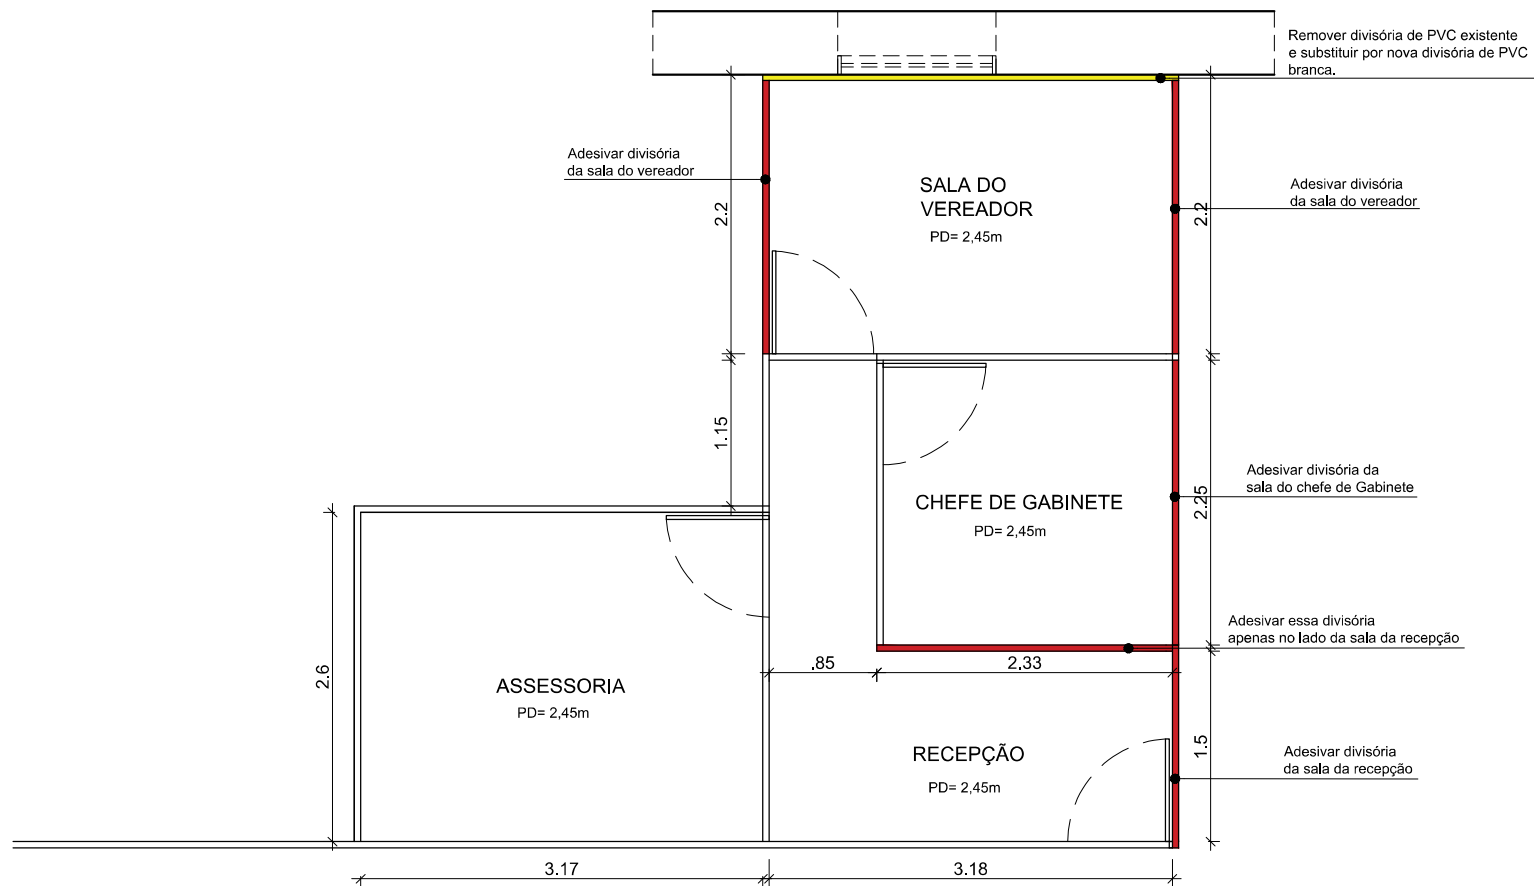 Remover divisória de PVC existente
e substituir por nova divisória de PVC
branca.
Adesivar divisória
da sala do vereador
SALA DO
VEREADOR
PD= 2,45m
Adesivar divisória
da sala do vereador
2.2
2.2
1.15
CHEFE DE GABINETE
PD= 2,45m
Adesivar divisória da
sala do chefe de Gabinete
2.25
Adesivar essa divisória
apenas no lado da sala da recepção
.85
2.33
2.6
ASSESSORIA
PD= 2,45m
RECEPÇÃO
PD= 2,45m
1.5
Adesivar divisória
da sala da recepção
3.17
3.18